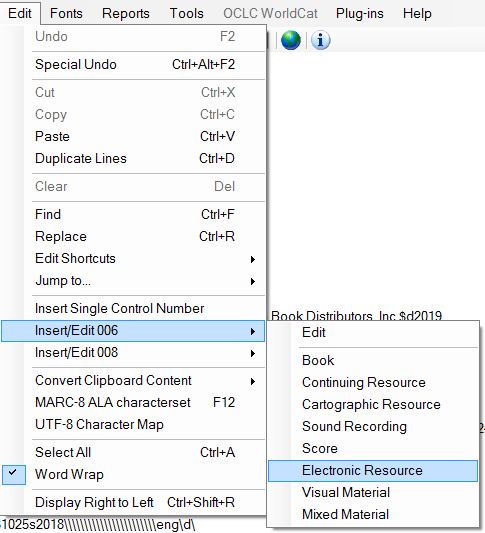 Edit Fonts Reports Tools OCLC WorldCat Plug-ins Help
Undo F2
Special Undo Ctrl+Alt+F2
Cut Ctrl+X
Copy Ctrl+C
Paste Ctrl+V
Duplicate Lines Ctrl+D
Clear Del
Find Ctrl+F
Replace Ctrl+R
Edit Shortcuts
Jump to...
Insert Single Control Number
Book Distributors, Inc $d2019
Insert/Edit 006
Insert/Edit 008
Convert Clipboard Content
MARC-8 ALA characterset F12
UTF-8 Character Map
Select All Ctrl+A
Word Wrap
Display Right to Left Ctrl+Shift+R
Edit
Book
Continuing Resource
Cartographic Resource
Sound Recording
Score
Electronic Resource
Visual Material
Mixed Material